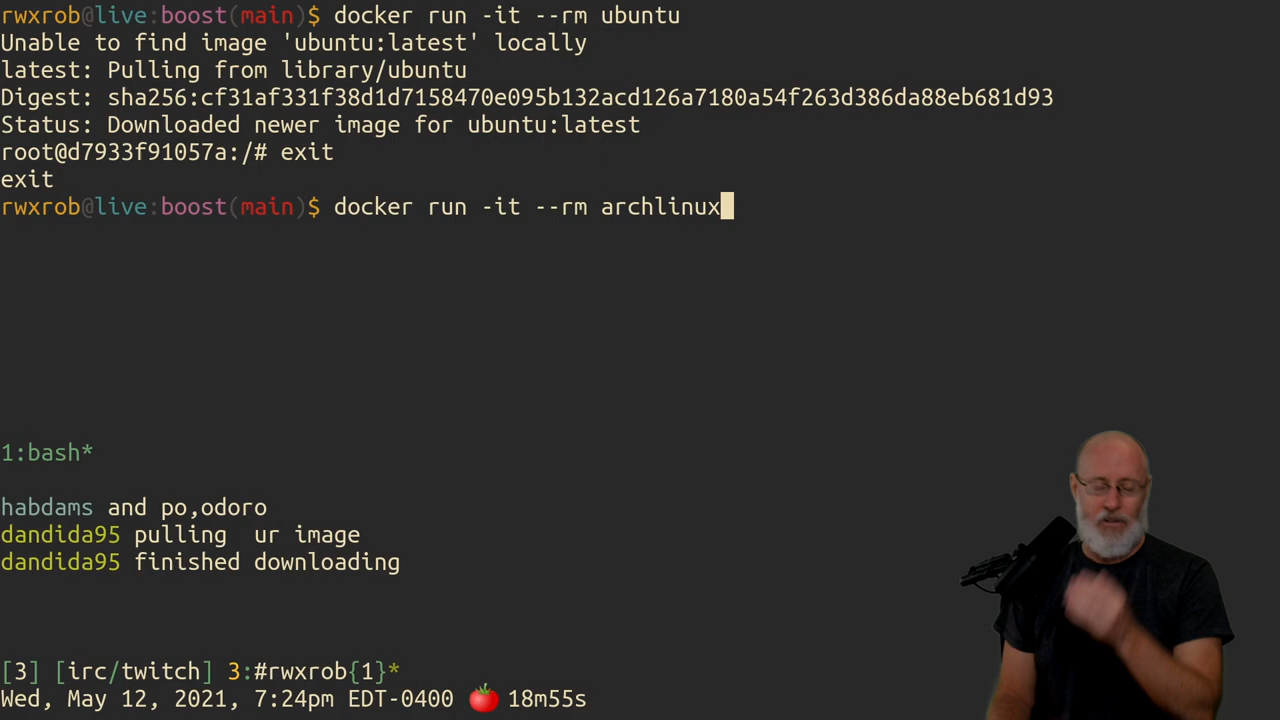 rwxrob@live:boost(main)$ docker run -it --rm ubuntu
Unable to find image 'ubuntu:latest' locally
latest: Pulling from library/ubuntu
Digest: sha256:cf31af331f38d1d7158470e095b132acd126a7180a54f263d386da88eb681d93
Status: Downloaded newer image for ubuntu:latest
root@d7933f91057a:/# exit
exit
rwxrob@live:boost(main)$ docker run -it --rm archlinux
1:bash*
habdams and po,odoro
dandida95 pulling  ur image
dandida95 finished downloading
[3] [irc/twitch] 3:#rwxrob{1}*
Wed, May 12, 2021, 7:24pm EDT-0400 🍅 18m55s